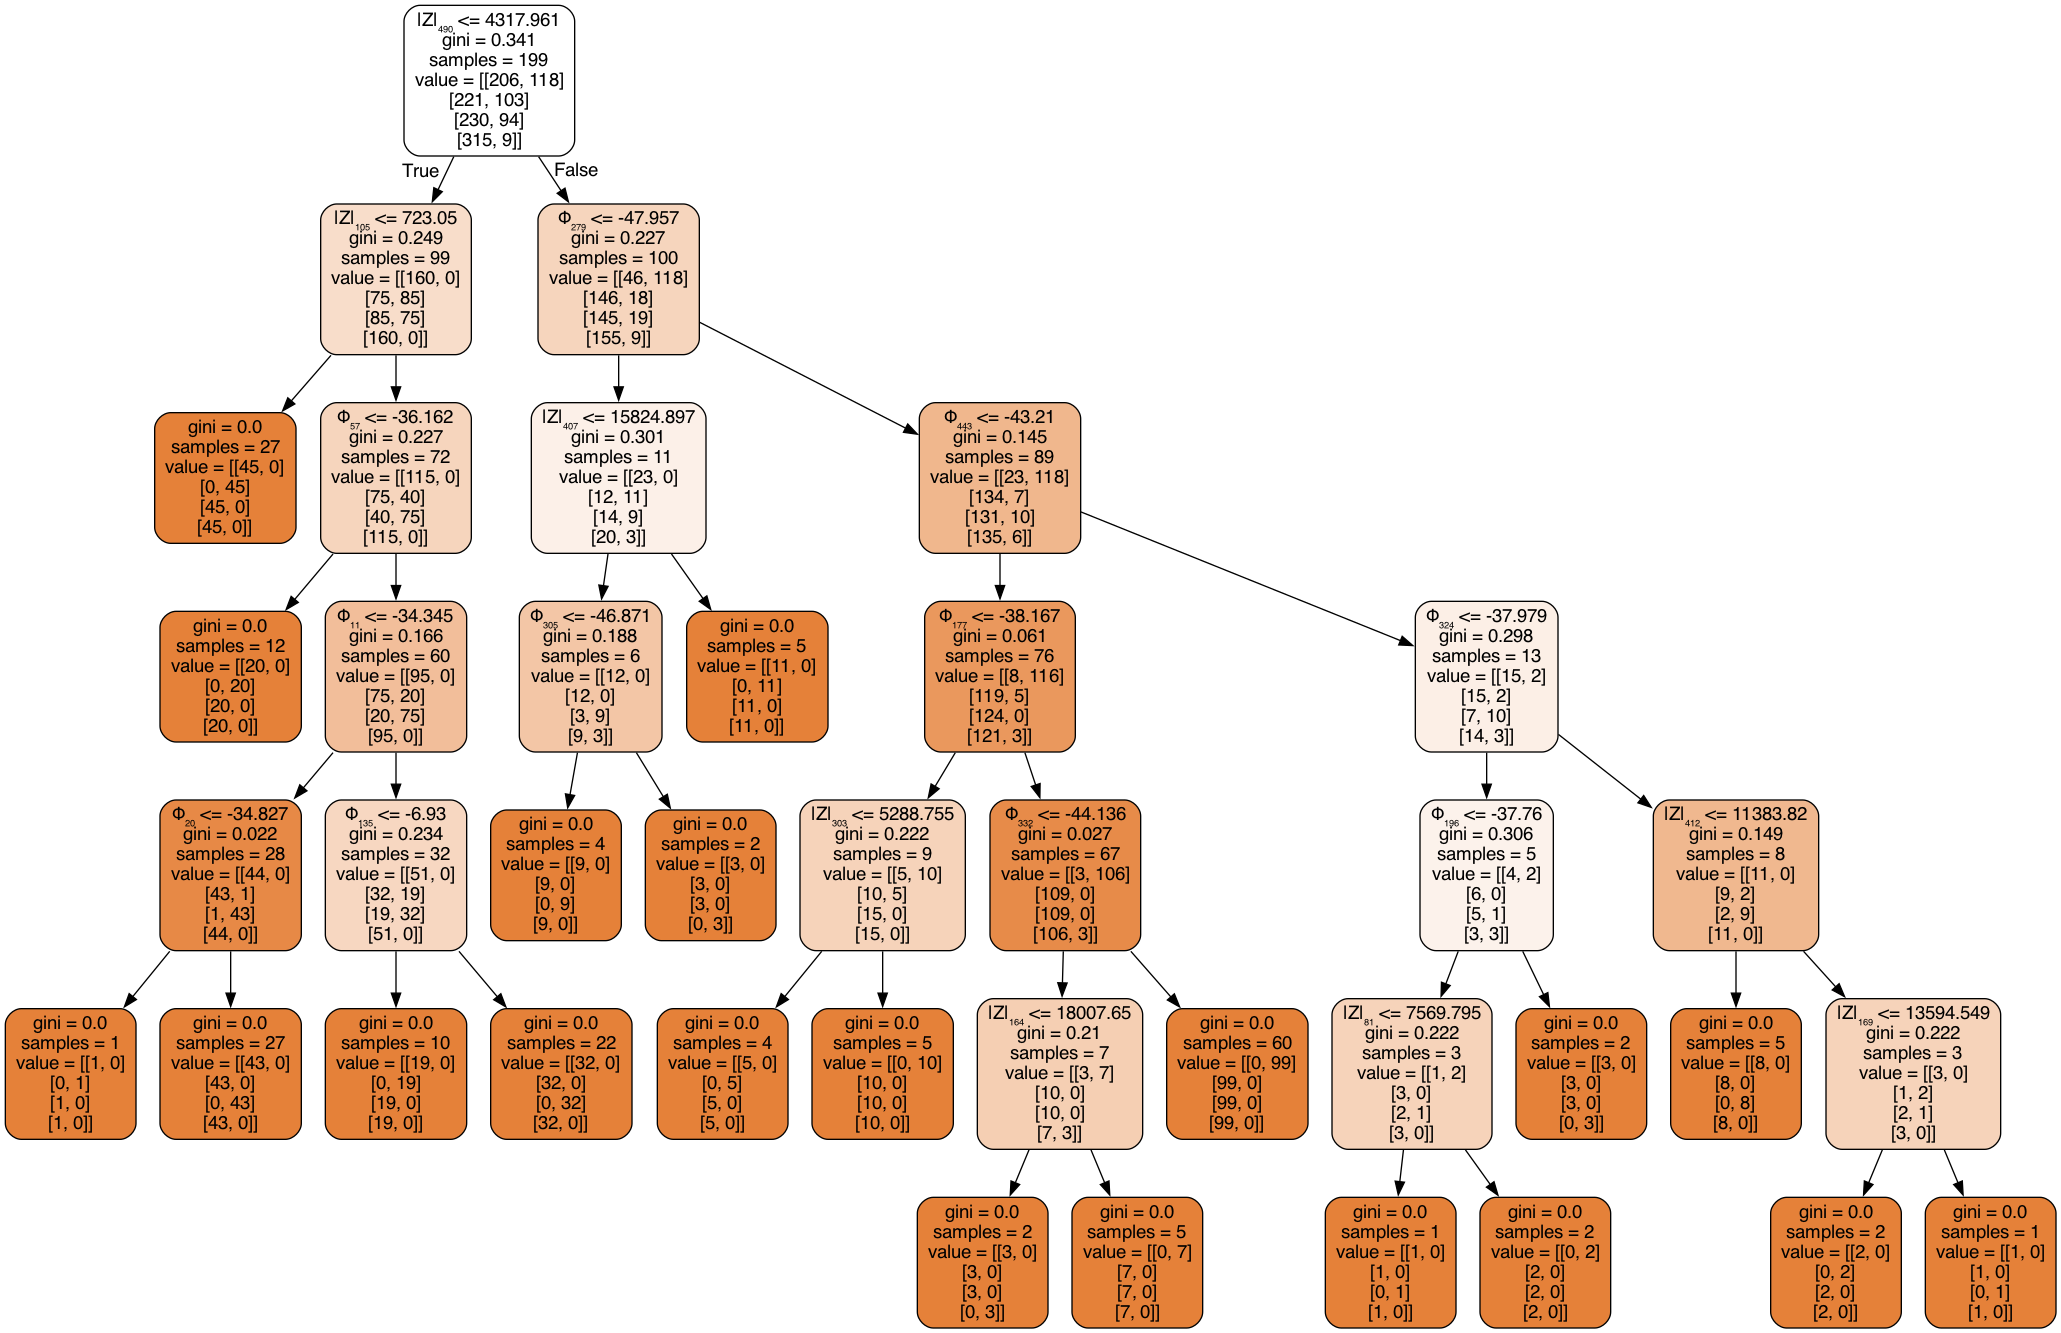 |Z|₄₉₀ <= 4317.961
gini = 0.341
samples = 199
value = [[206, 118]
[221, 103]
[230, 94]
[315, 9]]
True
False
|Z|₁₀₅ <= 723.05
gini = 0.249
samples = 99
value = [[160, 0]
[75, 85]
[85, 75]
[160, 0]]
Φ₂₇₉ <= -47.957
gini = 0.227
samples = 100
value = [[46, 118]
[146, 18]
[145, 19]
[155, 9]]
gini = 0.0
samples = 27
value = [[45, 0]
[0, 45]
[45, 0]
[45, 0]]
Φ₅₇ <= -36.162
gini = 0.227
samples = 72
value = [[115, 0]
[75, 40]
[40, 75]
[115, 0]]
|Z|₄₀₇ <= 15824.897
gini = 0.301
samples = 11
value = [[23, 0]
[12, 11]
[14, 9]
[20, 3]]
Φ₄₄₃ <= -43.21
gini = 0.145
samples = 89
value = [[23, 118]
[134, 7]
[131, 10]
[135, 6]]
gini = 0.0
samples = 12
value = [[20, 0]
[0, 20]
[20, 0]
[20, 0]]
Φ₁₁ <= -34.345
gini = 0.166
samples = 60
value = [[95, 0]
[75, 20]
[20, 75]
[95, 0]]
Φ₃₀₅ <= -46.871
gini = 0.188
samples = 6
value = [[12, 0]
[12, 0]
[3, 9]
[9, 3]]
gini = 0.0
samples = 5
value = [[11, 0]
[0, 11]
[11, 0]
[11, 0]]
Φ₁₇₇ <= -38.167
gini = 0.061
samples = 76
value = [[8, 116]
[119, 5]
[124, 0]
[121, 3]]
Φ₃₂₄ <= -37.979
gini = 0.298
samples = 13
value = [[15, 2]
[15, 2]
[7, 10]
[14, 3]]
Φ₂₀ <= -34.827
gini = 0.022
samples = 28
value = [[44, 0]
[43, 1]
[1, 43]
[44, 0]]
Φ₁₃₅ <= -6.93
gini = 0.234
samples = 32
value = [[51, 0]
[32, 19]
[19, 32]
[51, 0]]
gini = 0.0
samples = 4
value = [[9, 0]
[9, 0]
[0, 9]
[9, 0]]
gini = 0.0
samples = 2
value = [[3, 0]
[3, 0]
[3, 0]
[0, 3]]
|Z|₃₀₃ <= 5288.755
gini = 0.222
samples = 9
value = [[5, 10]
[10, 5]
[15, 0]
[15, 0]]
Φ₃₃₂ <= -44.136
gini = 0.027
samples = 67
value = [[3, 106]
[109, 0]
[109, 0]
[106, 3]]
Φ₁₉₆ <= -37.76
gini = 0.306
samples = 5
value = [[4, 2]
[6, 0]
[5, 1]
[3, 3]]
|Z|₄₁₂ <= 11383.82
gini = 0.149
samples = 8
value = [[11, 0]
[9, 2]
[2, 9]
[11, 0]]
gini = 0.0
samples = 1
value = [[1, 0]
[0, 1]
[1, 0]
[1, 0]]
gini = 0.0
samples = 27
value = [[43, 0]
[43, 0]
[0, 43]
[43, 0]]
gini = 0.0
samples = 10
value = [[19, 0]
[0, 19]
[19, 0]
[19, 0]]
gini = 0.0
samples = 22
value = [[32, 0]
[32, 0]
[0, 32]
[32, 0]]
gini = 0.0
samples = 4
value = [[5, 0]
[0, 5]
[5, 0]
[5, 0]]
gini = 0.0
samples = 5
value = [[0, 10]
[10, 0]
[10, 0]
[10, 0]]
|Z|₁₆₄ <= 18007.65
gini = 0.21
samples = 7
value = [[3, 7]
[10, 0]
[10, 0]
[7, 3]]
gini = 0.0
samples = 60
value = [[0, 99]
[99, 0]
[99, 0]
[99, 0]]
|Z|₈₁ <= 7569.795
gini = 0.222
samples = 3
value = [[1, 2]
[3, 0]
[2, 1]
[3, 0]]
gini = 0.0
samples = 2
value = [[3, 0]
[3, 0]
[3, 0]
[0, 3]]
gini = 0.0
samples = 5
value = [[8, 0]
[8, 0]
[0, 8]
[8, 0]]
|Z|₁₆₉ <= 13594.549
gini = 0.222
samples = 3
value = [[3, 0]
[1, 2]
[2, 1]
[3, 0]]
gini = 0.0
samples = 2
value = [[3, 0]
[3, 0]
[3, 0]
[0, 3]]
gini = 0.0
samples = 5
value = [[0, 7]
[7, 0]
[7, 0]
[7, 0]]
gini = 0.0
samples = 1
value = [[1, 0]
[1, 0]
[0, 1]
[1, 0]]
gini = 0.0
samples = 2
value = [[0, 2]
[2, 0]
[2, 0]
[2, 0]]
gini = 0.0
samples = 2
value = [[2, 0]
[0, 2]
[2, 0]
[2, 0]]
gini = 0.0
samples = 1
value = [[1, 0]
[1, 0]
[0, 1]
[1, 0]]